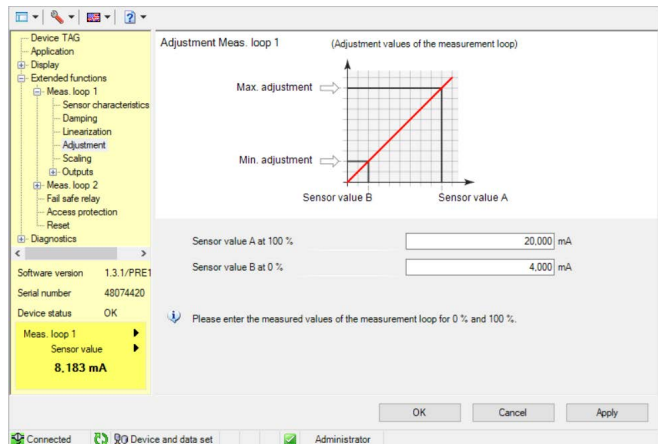 Device TAG
Application
Display
Extended functions
Meas. loop 1
Sensor characteristics
Damping
Linearization
Adjustment
Scaling
Outputs
Meas. loop 2
Fail safe relay
Access protection
Reset
Diagnostics
Software version 1.3.1/PRE1
Serial number 48074420
Device status OK
Meas. loop 1
Sensor value
8,183 mA
Adjustment Meas. loop 1 (Adjustment values of the measurement loop)
Max. adjustment
Min. adjustment
Sensor value B Sensor value A
Sensor value A at 100 % 20,000 mA
Sensor value B at 0 % 4,000 mA
Please enter the measured values of the measurement loop for 0 % and 100 %.
OK Cancel Apply
Connected Device and data set Administrator